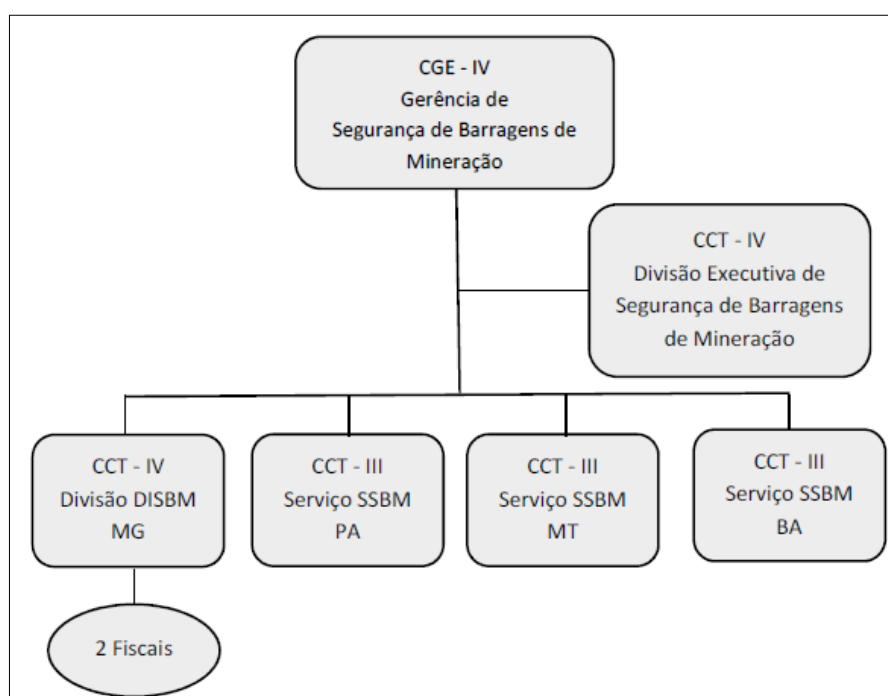 CGE - IV
Gerência de
Segurança de Barragens de
Mineração
CCT - IV
Divisão Executiva de
Segurança de Barragens
de Mineração
CCT - IV
Divisão DISBM
MG
CCT - III
Serviço SSBM
PA
CCT - III
Serviço SSBM
MT
CCT - III
Serviço SSBM
BA
2 Fiscais